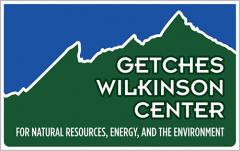 GETCHES
WILKINSON
CENTER
FOR NATURAL RESOURCES, ENERGY, AND THE ENVIRONMENT